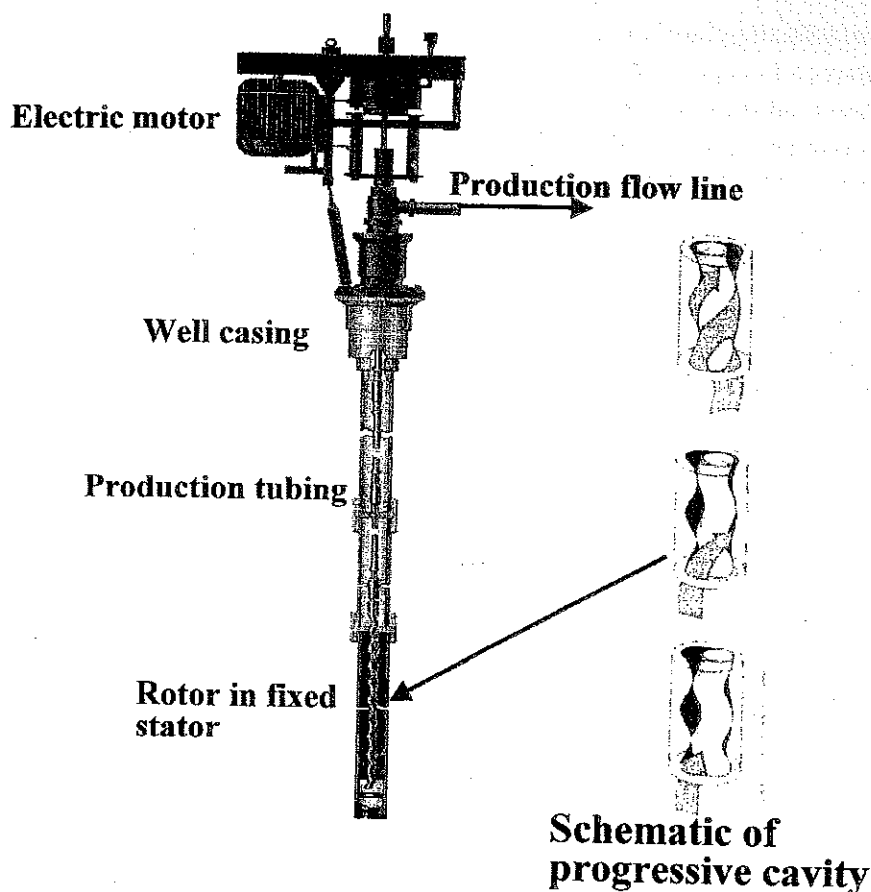 Electric motor
Production flow line
Well casing
Production tubing
Rotor in fixed
stator
Schematic of
progressive cavity